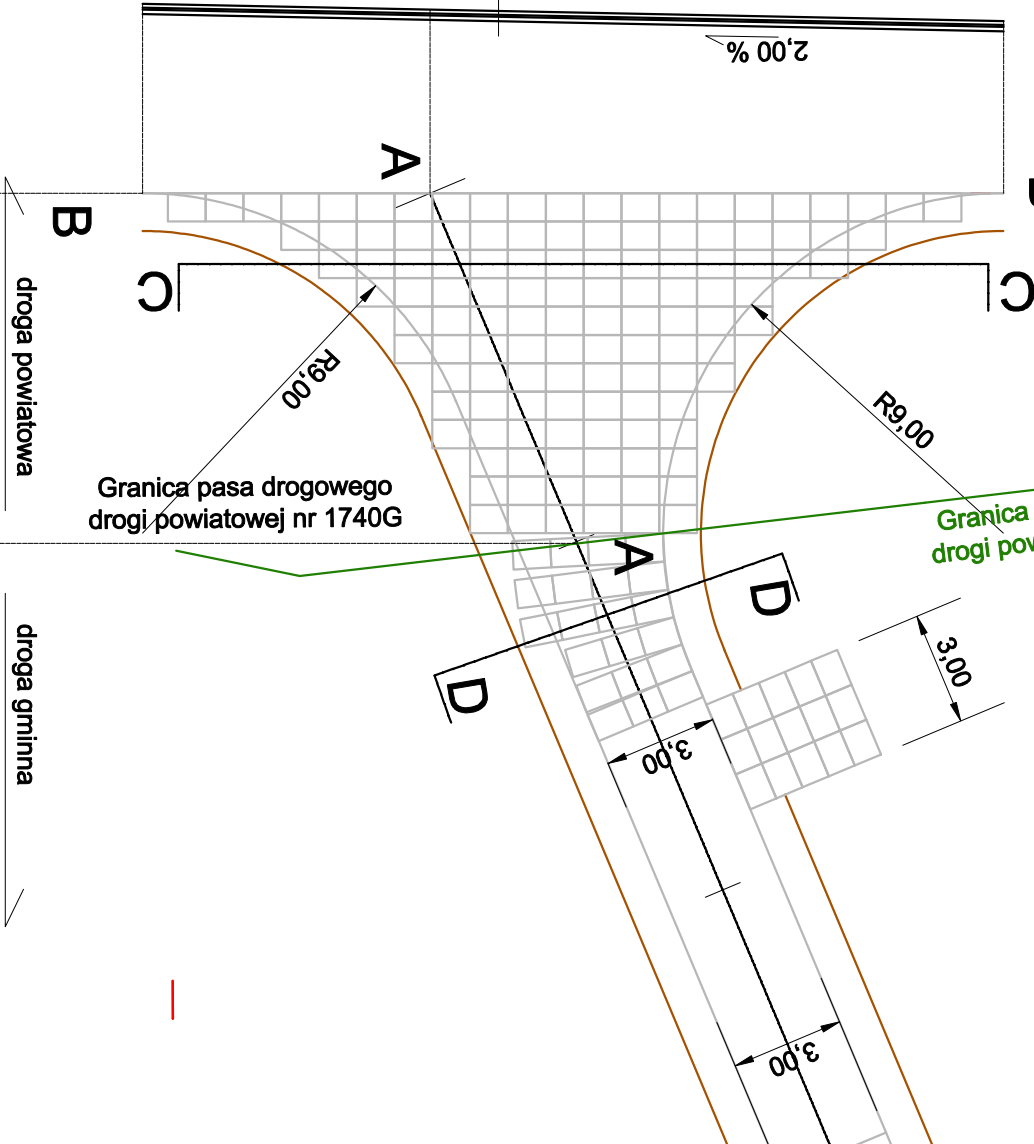 2,00 %
A
B
C
C
droga powiatowa
R9,00
R9,00
Granica pasa drogowego
drogi powiatowej nr 1740G
Granica
drogi pow
A
D
D
3,00
droga gminna
3,00
3,00